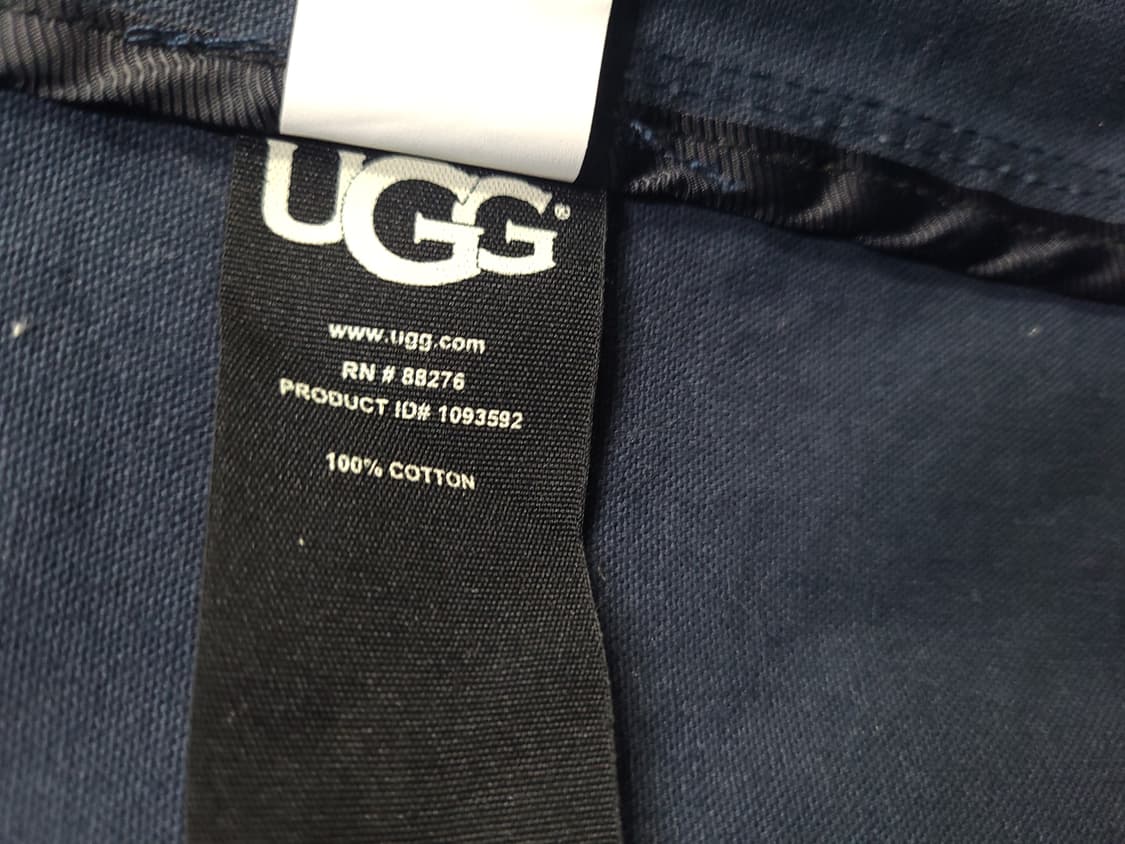 UGG®
www.ugg.com
RN # 88276
PRODUCT ID# 1093592
100% COTTON